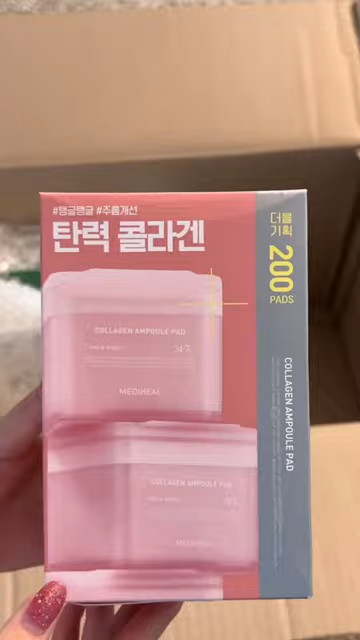 #탱글탱글 #주름개선
탄력 콜라겐
더블
기획
200
PADS
COLLAGEN AMPOULE PAD
COLLAGEN AMPOULE PAD
MEDIHEAL
COLLAGEN AMPOULE PAD
MEDIHEAL